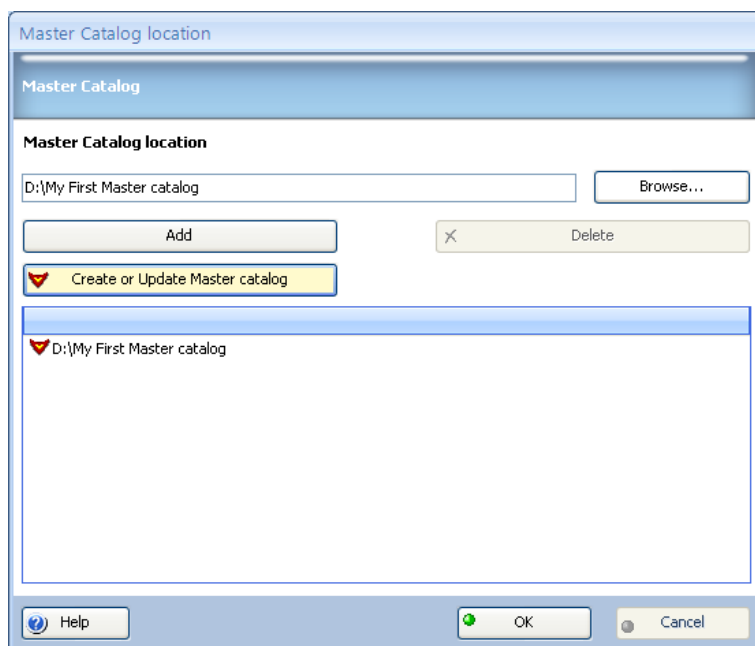 Master Catalog location
Master Catalog
Master Catalog location
D:\My First Master catalog
Browse...
Add
Delete
Create or Update Master catalog
D:\My First Master catalog
Help
OK
Cancel